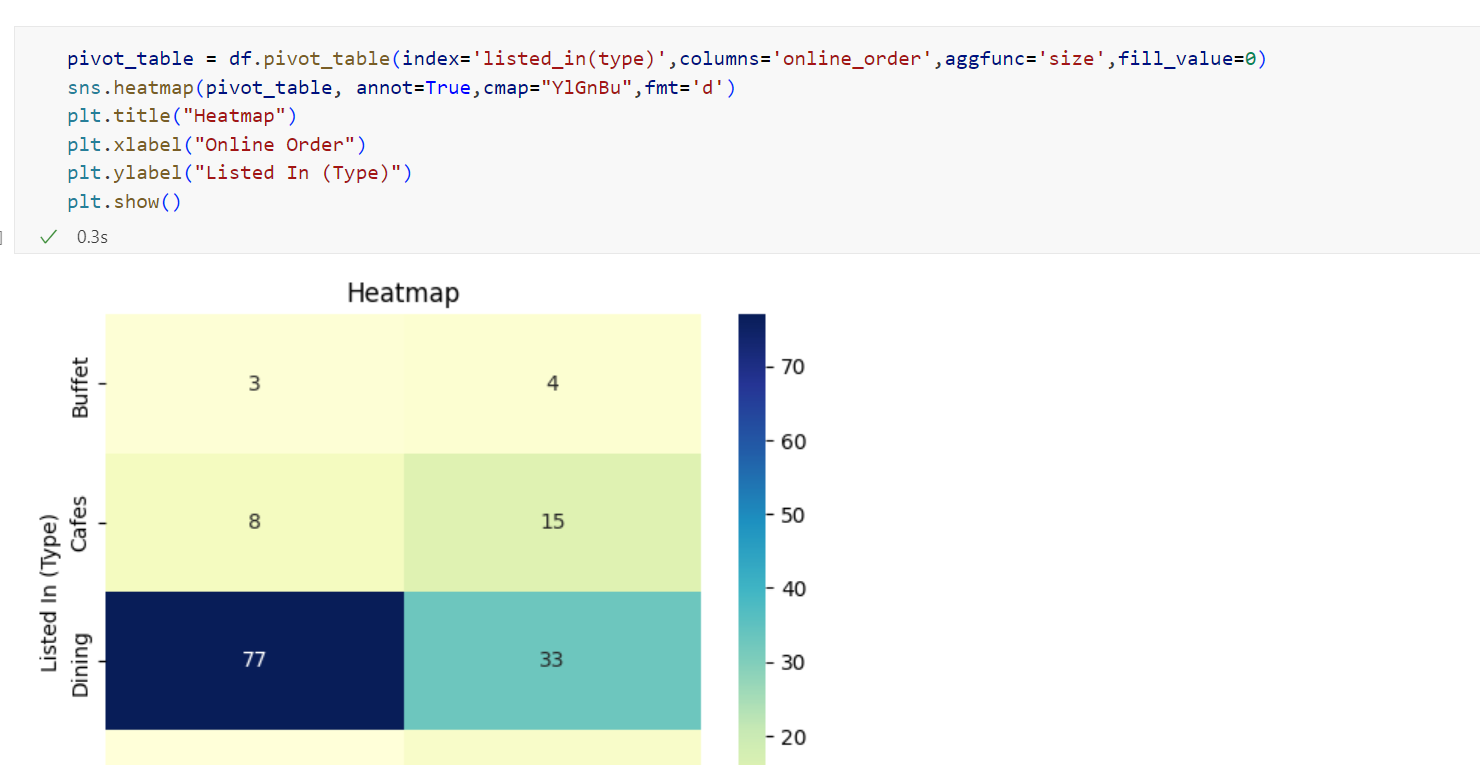 pivot_table = df.pivot_table(index='listed_in(type)',columns='online_order',aggfunc='size',fill_value=0)
sns.heatmap(pivot_table, annot=True,cmap="YlGnBu",fmt='d')
plt.title("Heatmap")
plt.xlabel("Online Order")
plt.ylabel("Listed In (Type)")
plt.show()
] ✓ 0.3s
Heatmap
Listed In (Type)
Buffet 3 4
Cafes 8 15
Dining 77 33
70
60
50
40
30
20